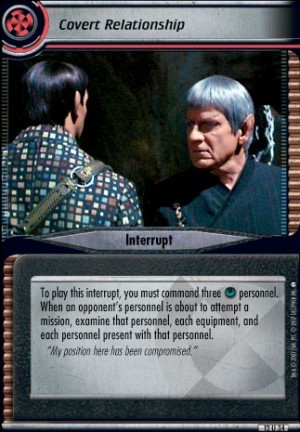 Covert Relationship
Interrupt
To play this interrupt, you must command three personnel.
When an opponent's personnel is about to attempt a
mission, examine that personnel, each equipment, and
each personnel present with that personnel.
"My position here has been compromised."